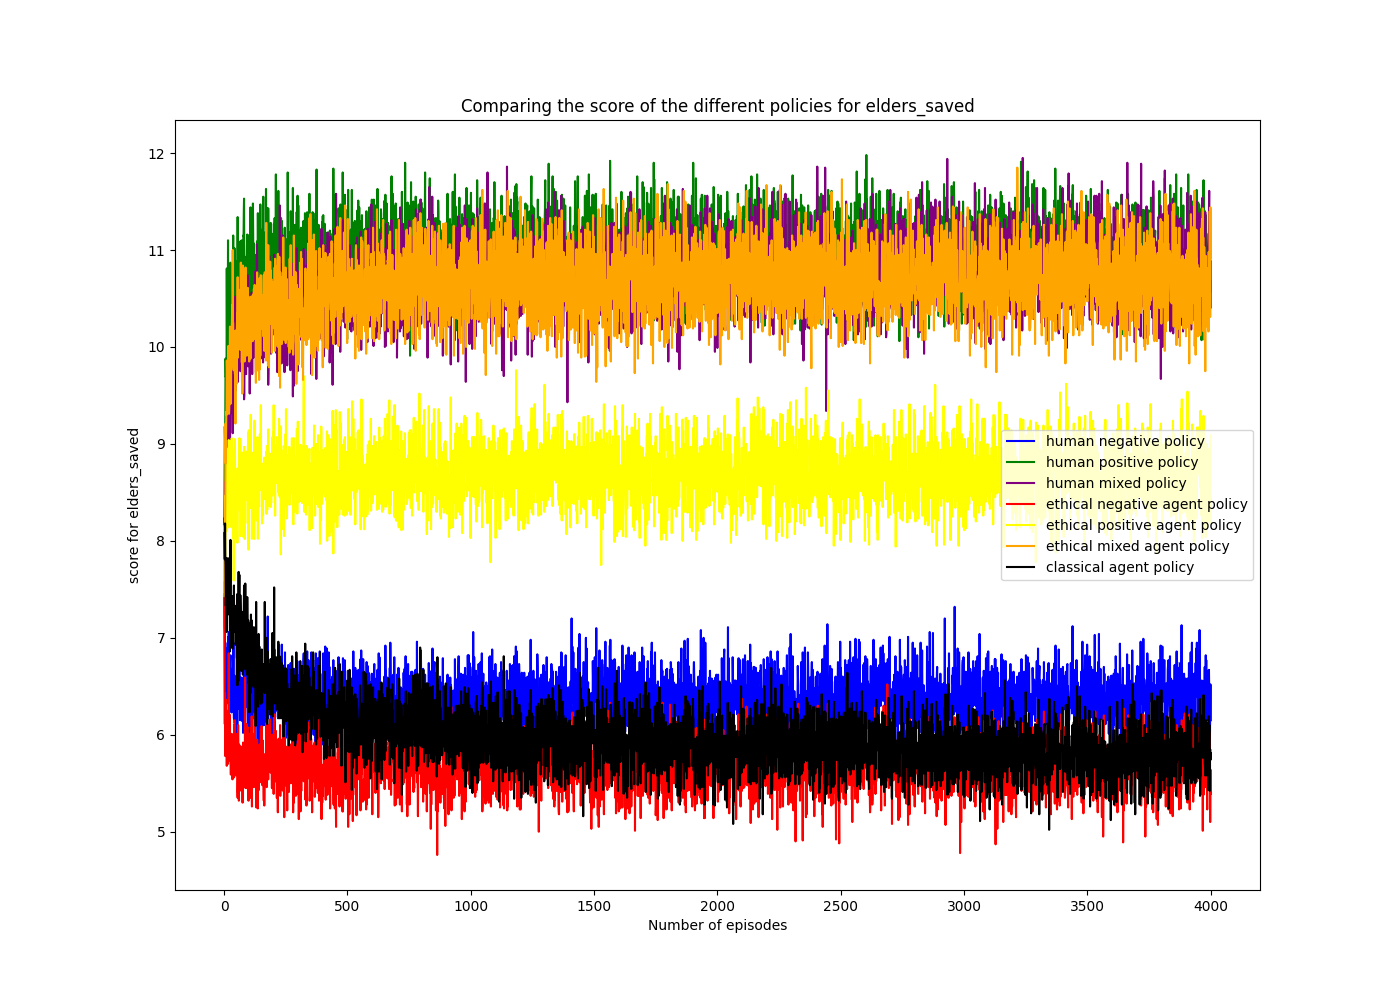 Comparing the score of the different policies for elders_saved
12
11
10
9
8
7
6
5
score for elders_saved
human negative policy
human positive policy
human mixed policy
ethical negative agent policy
ethical positive agent policy
ethical mixed agent policy
classical agent policy
0 500 1000 1500 2000 2500 3000 3500 4000
Number of episodes